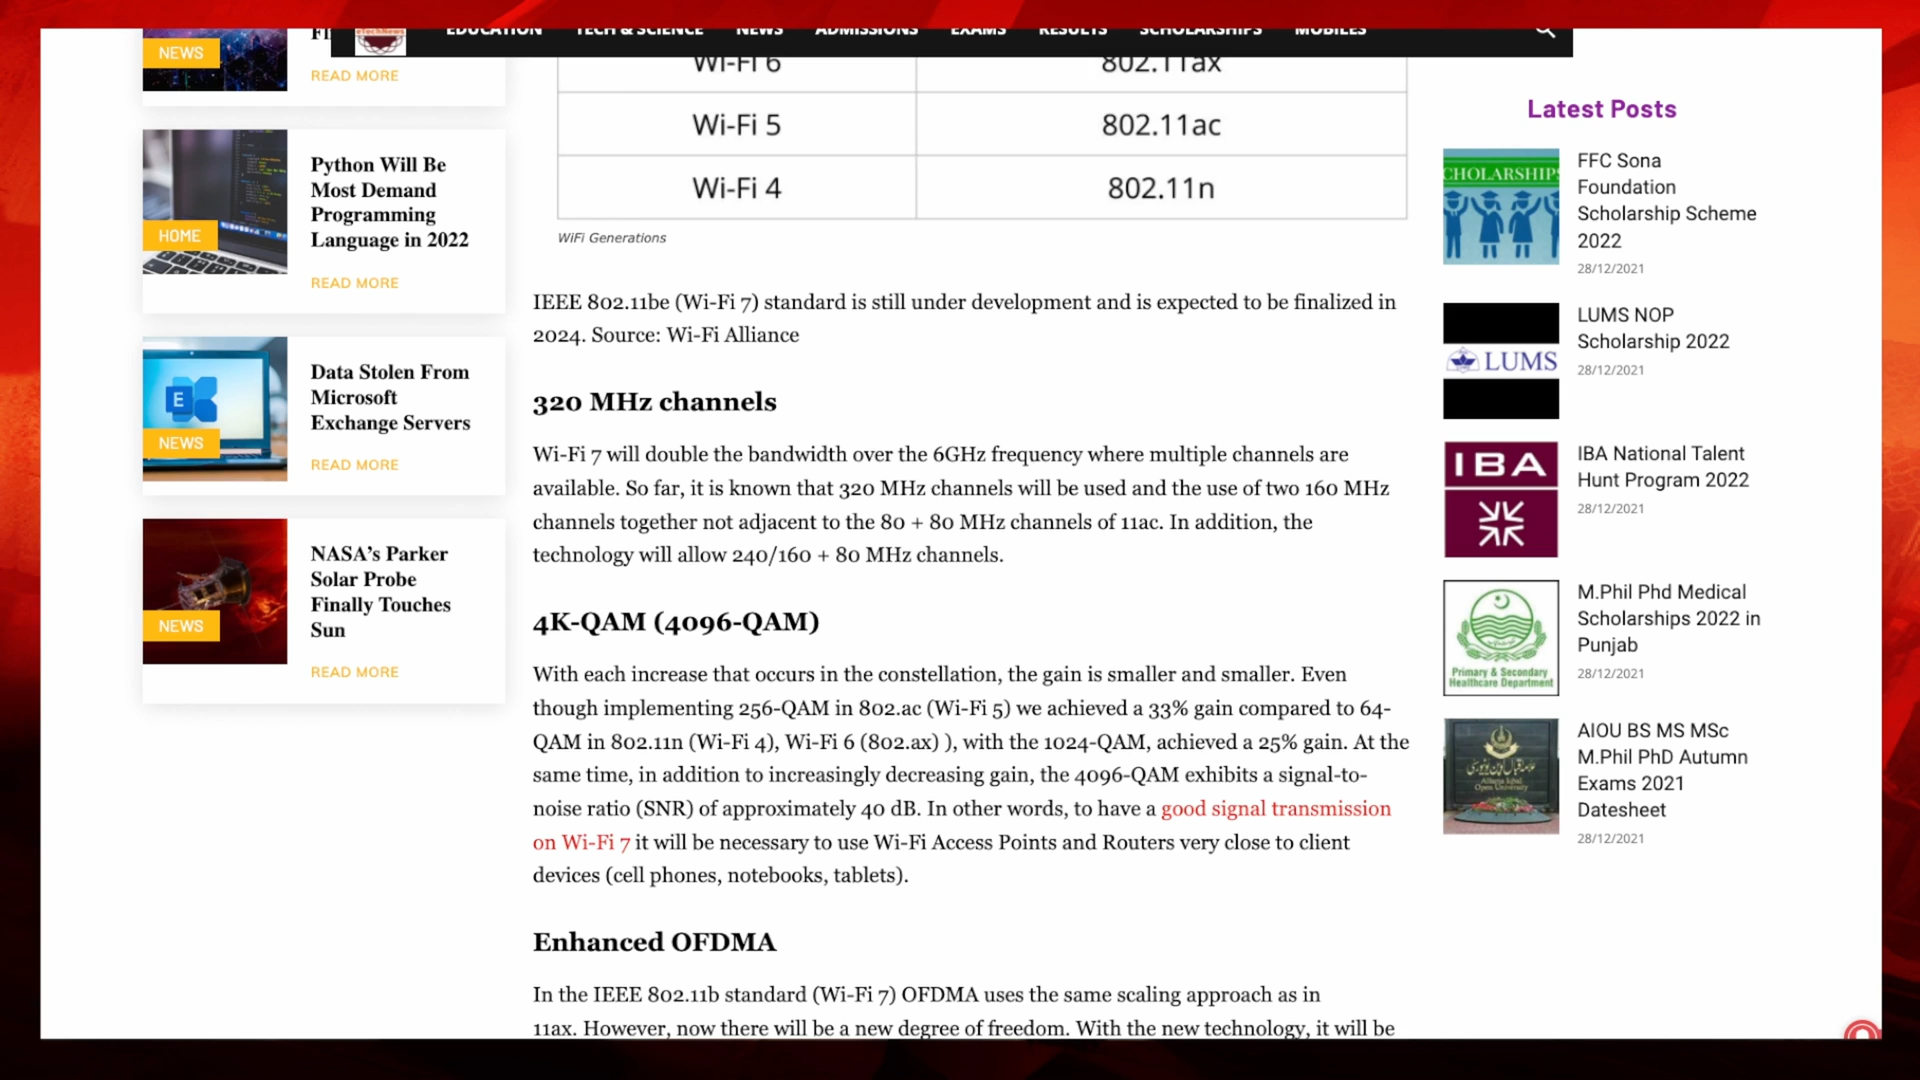 EDUCATION TECH & SCIENCE NEWS ADMISSIONS EXAMS RESULTS SCHOLARSHIPS MOBILES
NEWS
READ MORE
HOME
Python Will Be
Most Demand
Programming
Language in 2022
READ MORE
NEWS
Data Stolen From
Microsoft
Exchange Servers
READ MORE
NEWS
NASA’s Parker
Solar Probe
Finally Touches
Sun
READ MORE
Wi-Fi 6 802.11ax
Wi-Fi 5 802.11ac
Wi-Fi 4 802.11n
WiFi Generations
IEEE 802.11be (Wi-Fi 7) standard is still under development and is expected to be finalized in
2024. Source: Wi-Fi Alliance
320 MHz channels
Wi-Fi 7 will double the bandwidth over the 6GHz frequency where multiple channels are
available. So far, it is known that 320 MHz channels will be used and the use of two 160 MHz
channels together not adjacent to the 80 + 80 MHz channels of 11ac. In addition, the
technology will allow 240/160 + 80 MHz channels.
4K-QAM (4096-QAM)
With each increase that occurs in the constellation, the gain is smaller and smaller. Even
though implementing 256-QAM in 802.ac (Wi-Fi 5) we achieved a 33% gain compared to 64-
QAM in 802.11n (Wi-Fi 4), Wi-Fi 6 (802.ax) ), with the 1024-QAM, achieved a 25% gain. At the
same time, in addition to increasingly decreasing gain, the 4096-QAM exhibits a signal-to-
noise ratio (SNR) of approximately 40 dB. In other words, to have a good signal transmission
on Wi-Fi 7 it will be necessary to use Wi-Fi Access Points and Routers very close to client
devices (cell phones, notebooks, tablets).
Enhanced OFDMA
In the IEEE 802.11b standard (Wi-Fi 7) OFDMA uses the same scaling approach as in
11ax. However, now there will be a new degree of freedom. With the new technology, it will be
Latest Posts
CHOLARSHIPS
FFC Sona
Foundation
Scholarship Scheme
2022
28/12/2021
LUMS
LUMS NOP
Scholarship 2022
28/12/2021
IBA
IBA National Talent
Hunt Program 2022
28/12/2021
Primary & Secondary
Healthcare Department
M.Phil Phd Medical
Scholarships 2022 in
Punjab
28/12/2021
Allama Iqbal
Open University
AIOU BS MS MSc
M.Phil PhD Autumn
Exams 2021
Datesheet
28/12/2021